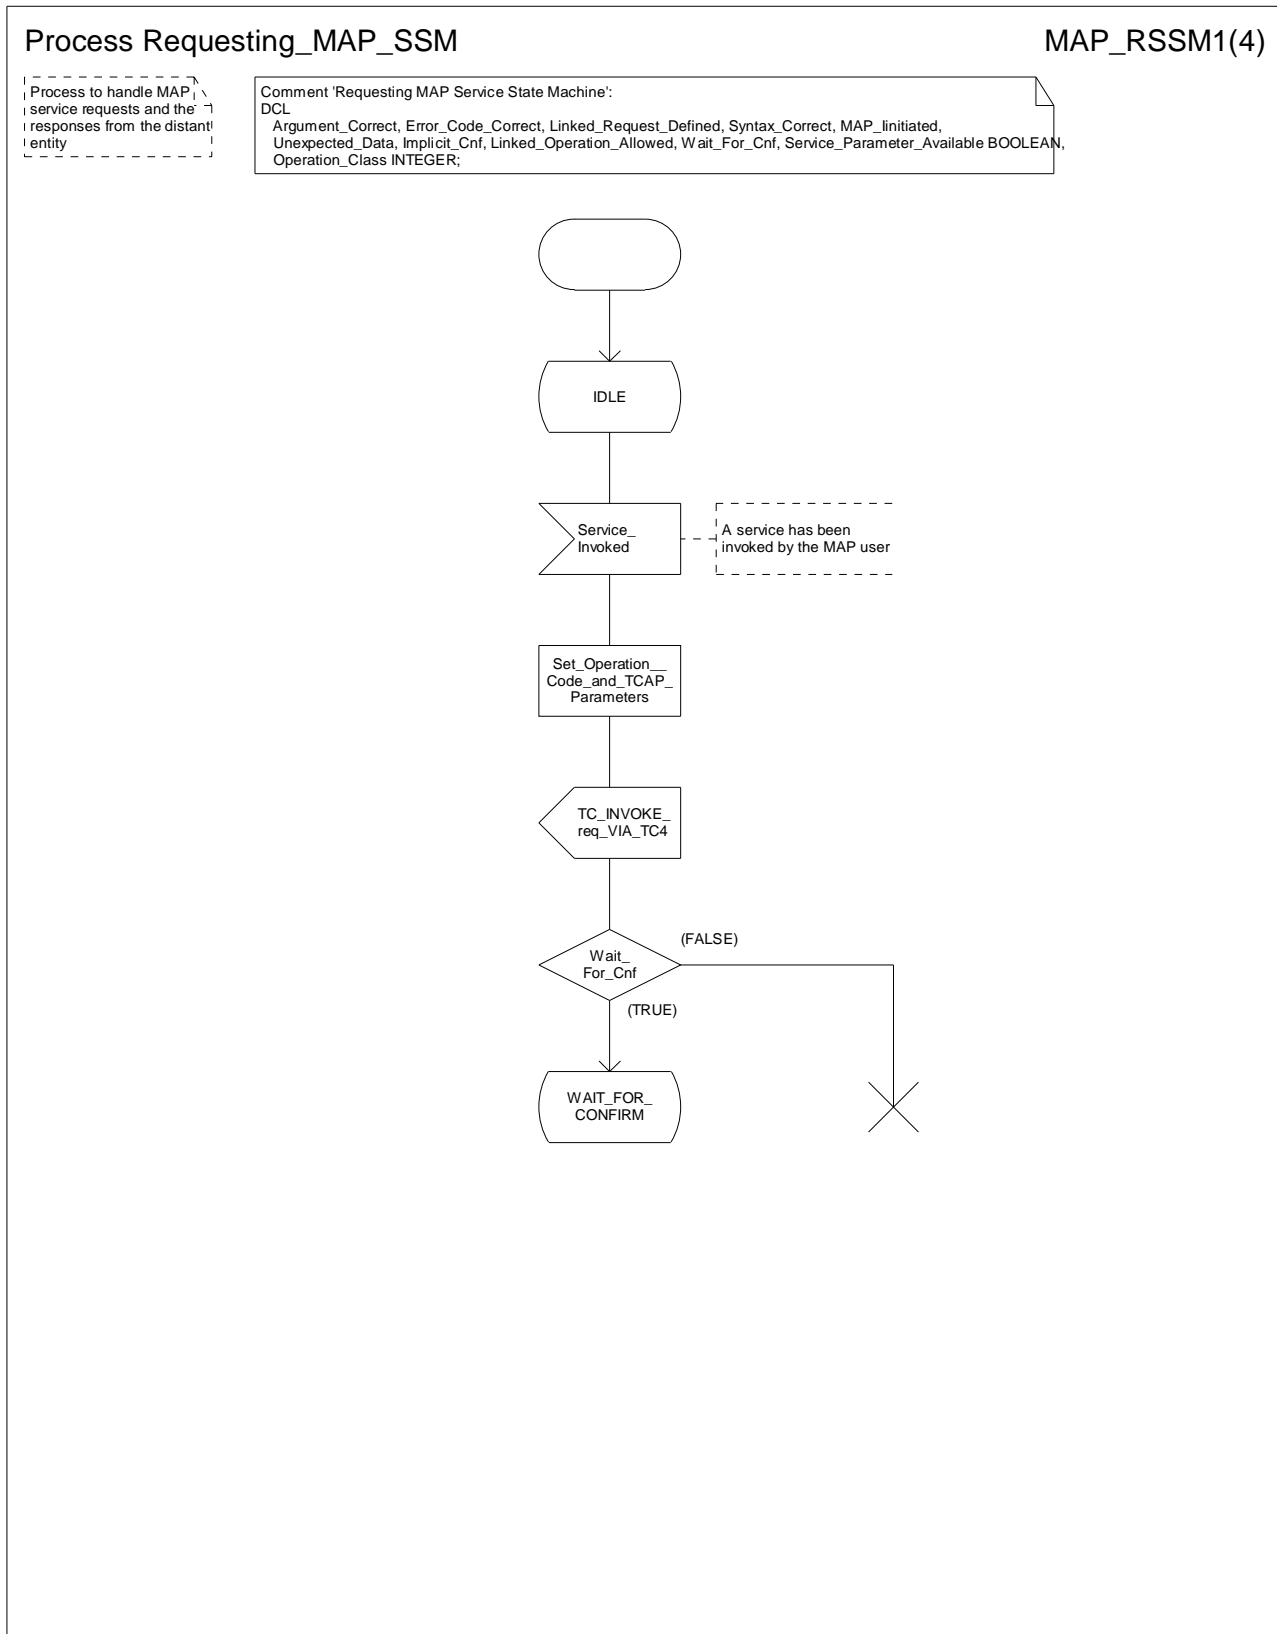 Process Requesting_MAP_SSM
MAP_RSSM1(4)
Process to handle MAP
service requests and the
responses from the distant
entity
Comment 'Requesting MAP Service State Machine':
DCL
Argument_Correct, Error_Code_Correct, Linked_Request_Defined, Syntax_Correct, MAP_Iinitiated,
Unexpected_Data, Implicit_Cnf, Linked_Operation_Allowed, Wait_For_Cnf, Service_Parameter_Available BOOLEAN,
Operation_Class INTEGER;
IDLE
Service_
Invoked
A service has been
invoked by the MAP user
Set_Operation__
Code_and_TCAP_
Parameters
TC_INVOKE_
req_VIA_TC4
Wait_
For_Cnf
(FALSE)
(TRUE)
WAIT_FOR_
CONFIRM